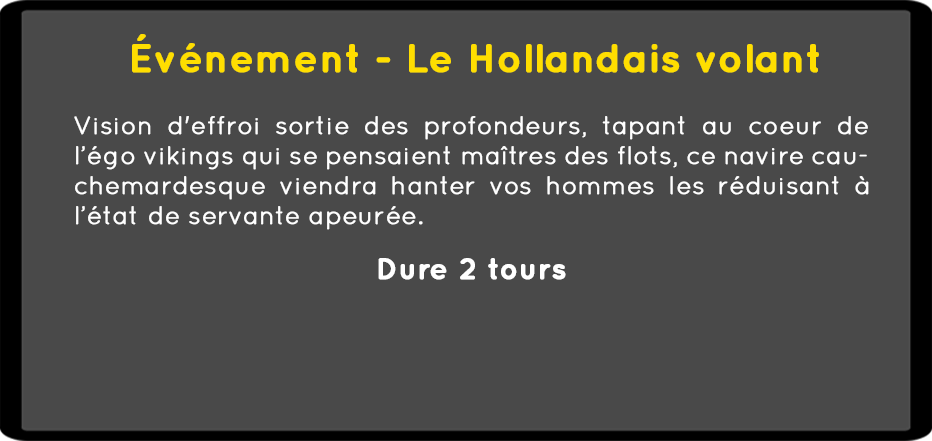 Événement - Le Hollandais volant
Vision d'effroi sortie des profondeurs, tapant au coeur de
l’égo vikings qui se pensaient maîtres des flots, ce navire cau-
chemardesque viendra hanter vos hommes les réduisant à
l’état de servante apeurée.
Dure 2 tours